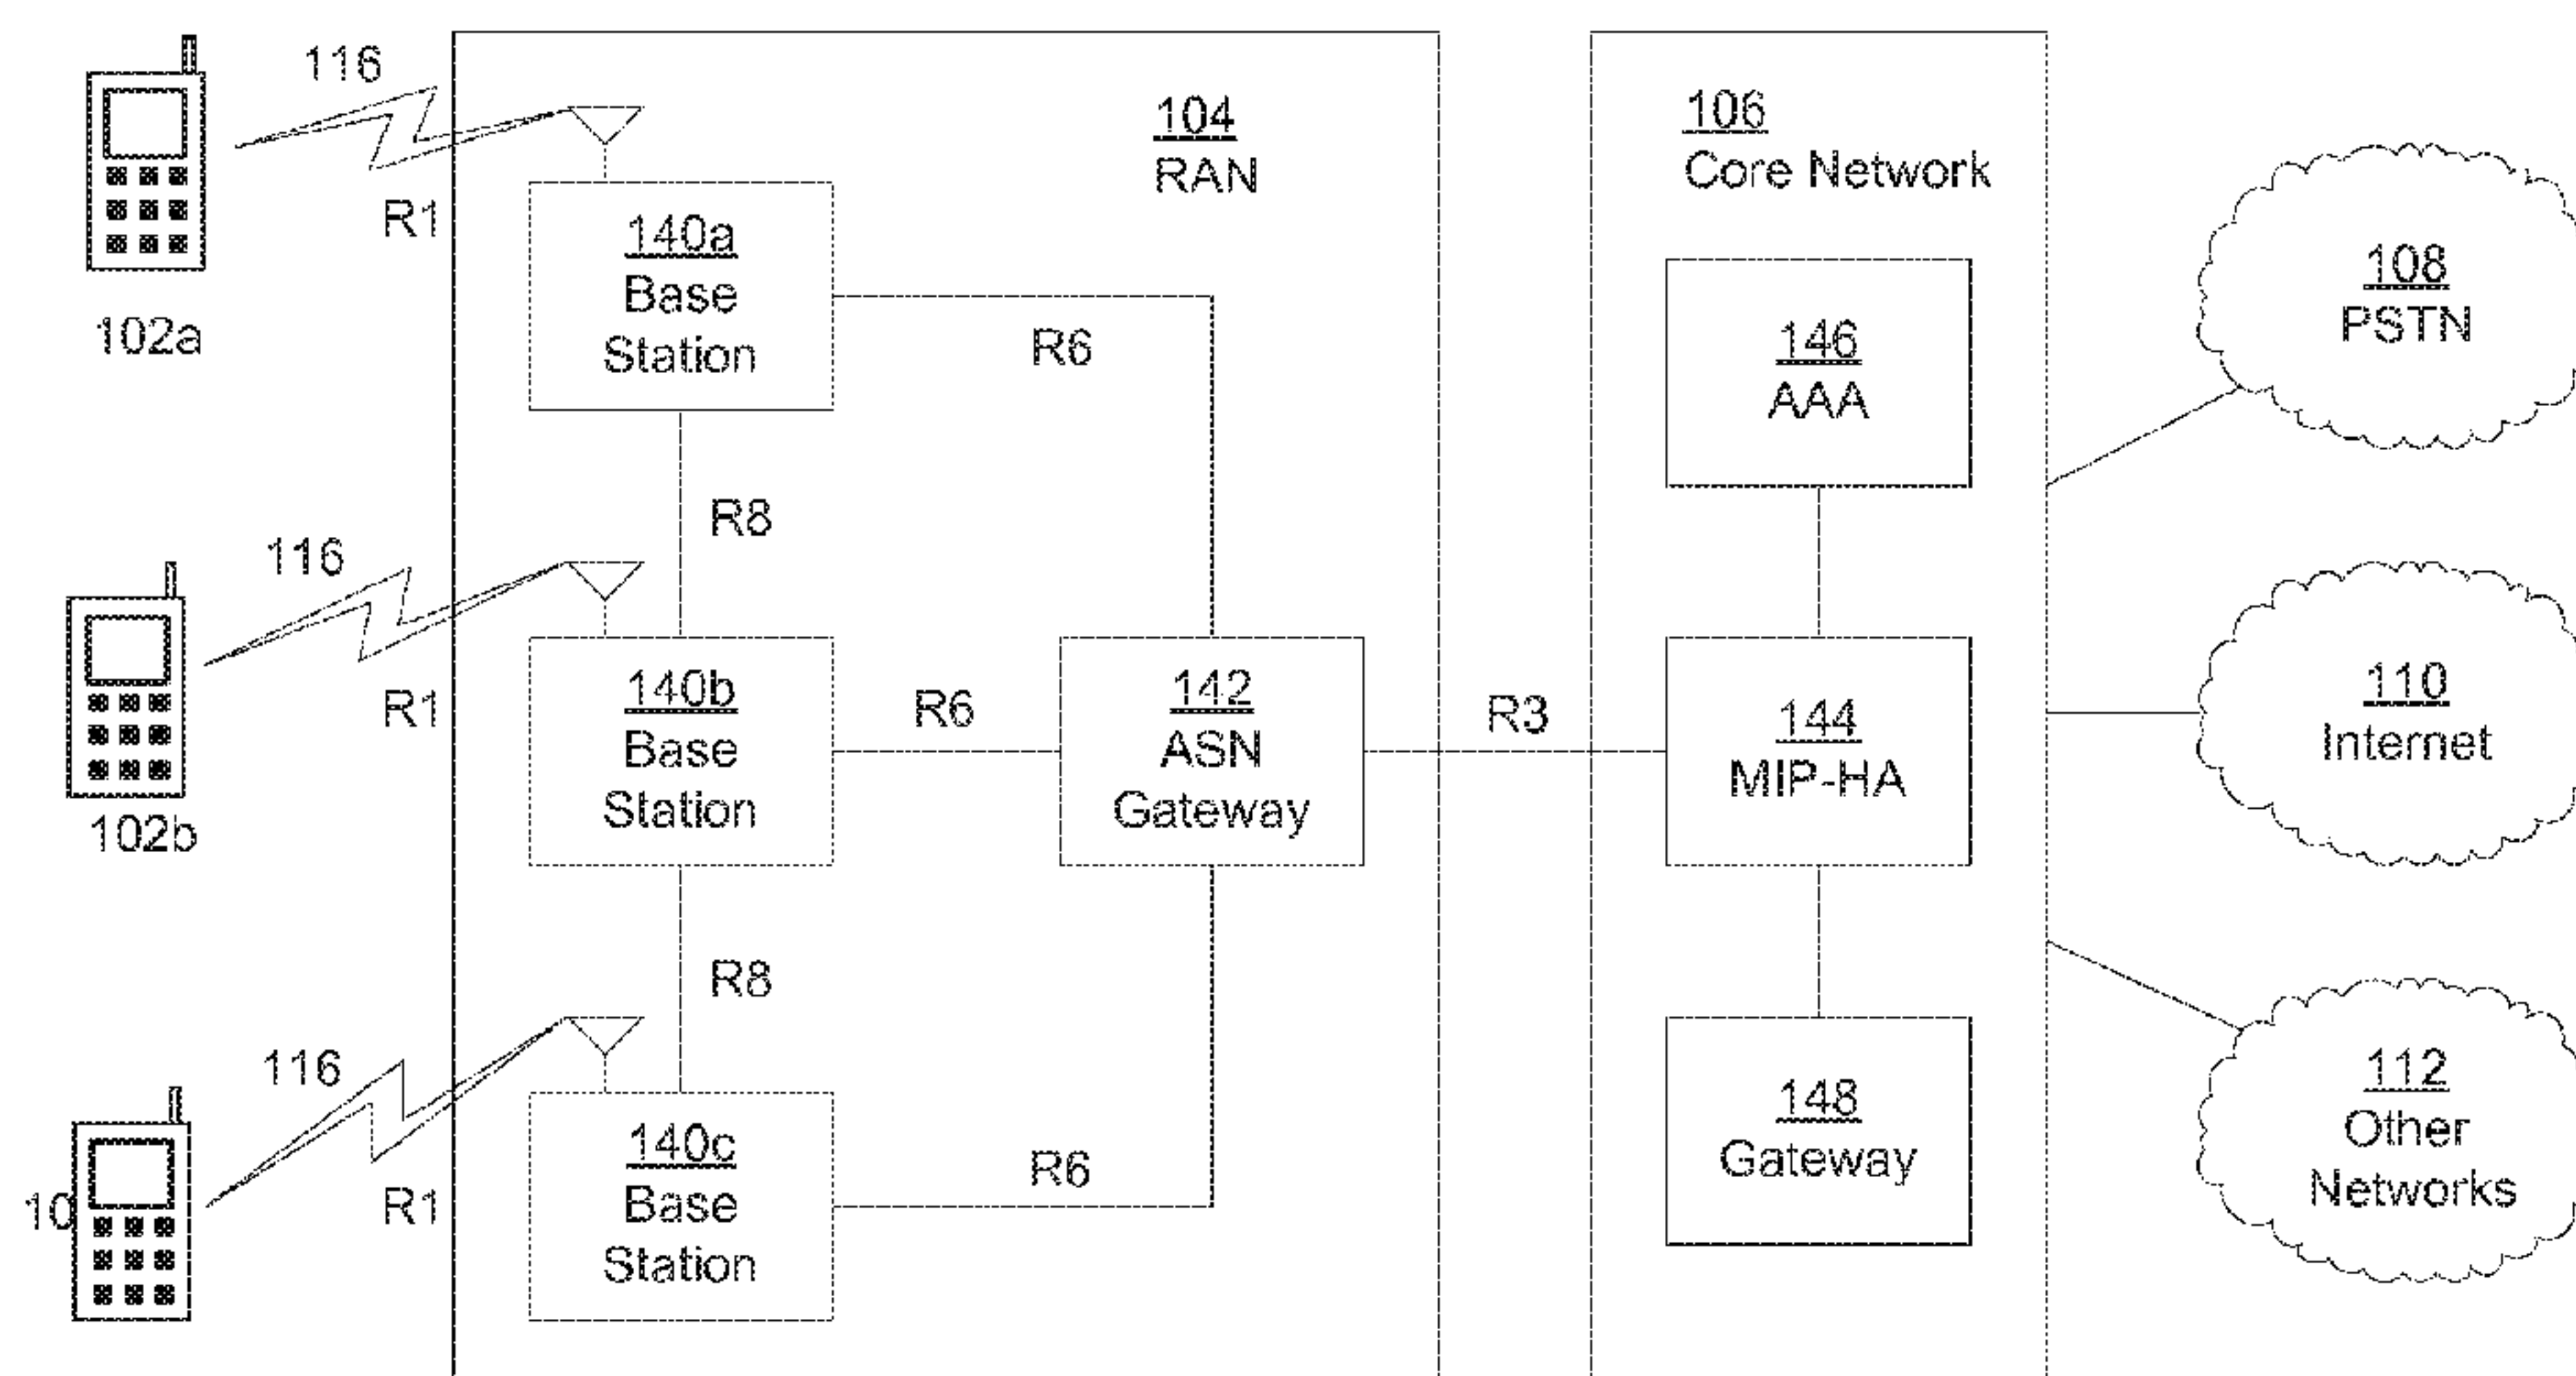 116
R1
102a
104
RAN
140a
Base
Station
R6
R8
116
R1
102b
140b
Base
Station
R6
142
ASN
Gateway
R8
116
R1
10
140c
Base
Station
R6
R3
106
Core Network
146
AAA
144
MIP-HA
148
Gateway
108
PSTN
110
Internet
112
Other
Networks